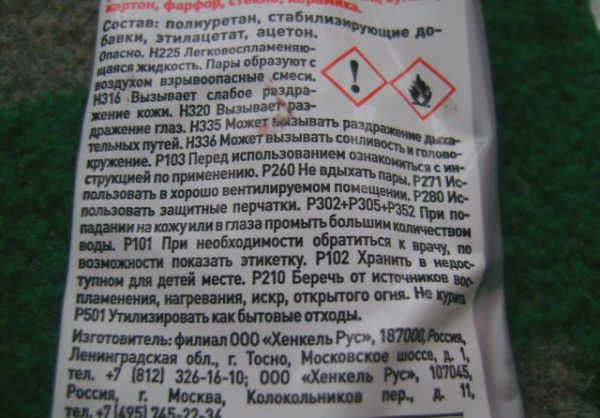 картон, фарфор, стекло, керамика.
Состав: полиуретан, стабилизирующие до-
бавки, этилацетат, ацетон.
Опасно. H225 Легковоспламеняю-
щаяся жидкость. Пары образуют с
воздухом взрывоопасные смеси.
H316 Вызывает слабое раздра-
жение кожи. H320 Вызывает раз-
дражение глаз. H335 Может вызывать раздражение дыха-
тельных путей. H336 Может вызывать сонливость и голово-
кружение. P103 Перед использованием ознакомиться с ин-
струкцией по применению. P260 Не вдыхать пары. P271 Ис-
пользовать в хорошо вентилируемом помещении. P280 Ис-
пользовать защитные перчатки. P302+P305+P352 При по-
падании на кожу или в глаза промыть большим количеством
воды. P101 При необходимости обратиться к врачу, по
возможности показать этикетку. P102 Хранить в недос-
тупном для детей месте. P210 Беречь от источников вос-
пламенения, нагревания, искр, открытого огня. Не курить
P501 Утилизировать как бытовые отходы.
Изготовитель: филиал ООО «Хенкель Рус», 187000, Россия,
Ленинградская обл., г. Тосно, Московское шоссе, д. 1,
тел. +7 (812) 326-16-10; ООО «Хенкель Рус», 107045,
Россия, г. Москва, Колокольников пер., д. 11,
тел. +7 (495) 745-22-34